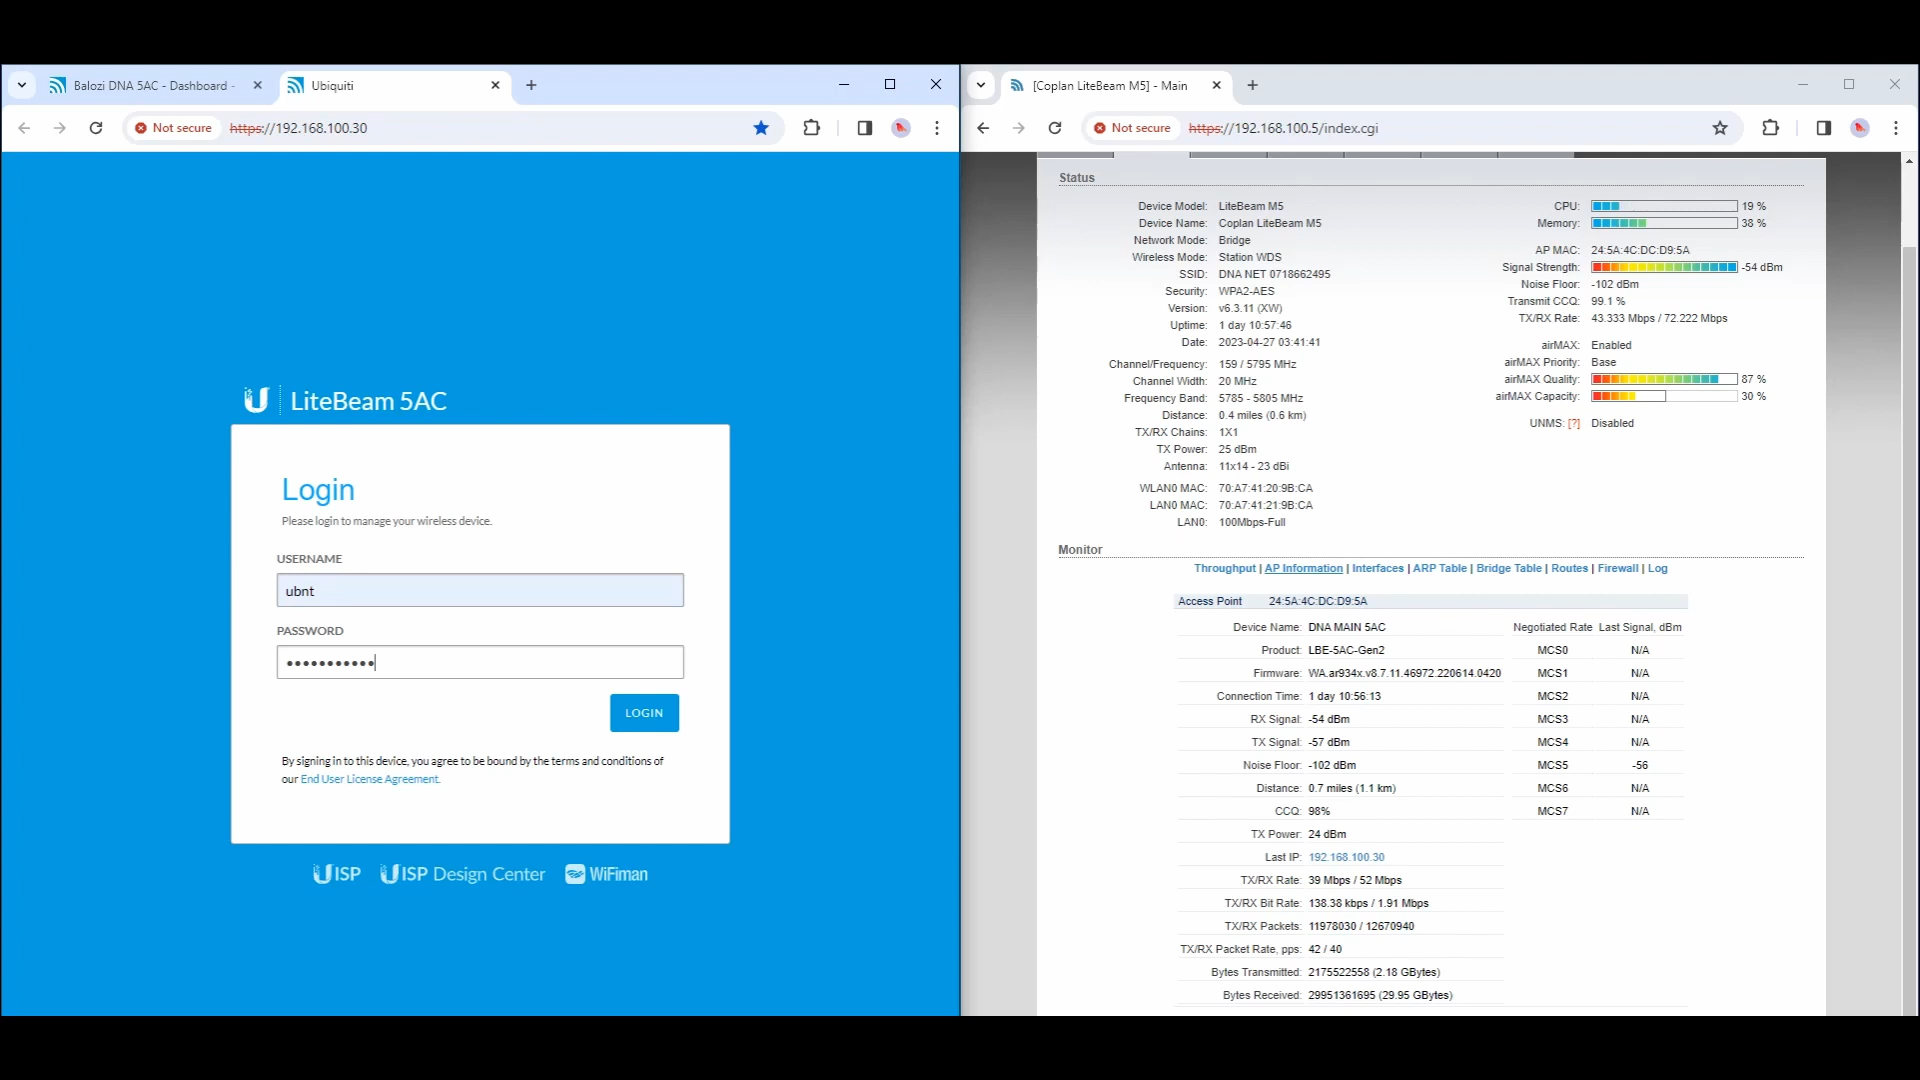 Balozi DNA 5AC - Dashboard -
Ubiquiti
Not secure
https://192.168.100.30
LiteBeam 5AC
Login
Please login to manage your wireless device.
USERNAME
ubnt
PASSWORD
•••••••••••
LOGIN
By signing in to this device, you agree to be bound by the terms and conditions of
our End User License Agreement.
UISP
UISP Design Center
WiFiman
[Coplan LiteBeam M5] - Main
Not secure
https://192.168.100.5/index.cgi
Status
Device Model: LiteBeam M5
Device Name: Coplan LiteBeam M5
Network Mode: Bridge
Wireless Mode: Station WDS
SSID: DNA NET 0718662495
Security: WPA2-AES
Version: v6.3.11 (XW)
Uptime: 1 day 10:57:46
Date: 2023-04-27 03:41:41
Channel/Frequency: 159 / 5795 MHz
Channel Width: 20 MHz
Frequency Band: 5785 - 5805 MHz
Distance: 0.4 miles (0.6 km)
TX/RX Chains: 1X1
TX Power: 25 dBm
Antenna: 11x14 - 23 dBi
WLAN0 MAC: 70:A7:41:20:9B:CA
LAN0 MAC: 70:A7:41:21:9B:CA
LAN0: 100Mbps-Full
CPU: 19 %
Memory: 38 %
AP MAC: 24:5A:4C:DC:D9:5A
Signal Strength: -54 dBm
Noise Floor: -102 dBm
Transmit CCQ: 99.1 %
TX/RX Rate: 43.333 Mbps / 72.222 Mbps
airMAX: Enabled
airMAX Priority: Base
airMAX Quality: 87 %
airMAX Capacity: 30 %
UNMS: [?] Disabled
Monitor
Throughput | AP Information | Interfaces | ARP Table | Bridge Table | Routes | Firewall | Log
Access Point 24:5A:4C:DC:D9:5A
Device Name: DNA MAIN 5AC
Product: LBE-5AC-Gen2
Firmware: WA.ar934x.v8.7.11.46972.220614.0420
Connection Time: 1 day 10:56:13
RX Signal: -54 dBm
TX Signal: -57 dBm
Noise Floor: -102 dBm
Distance: 0.7 miles (1.1 km)
CCQ: 98%
TX Power: 24 dBm
Last IP: 192.168.100.30
TX/RX Rate: 39 Mbps / 52 Mbps
TX/RX Bit Rate: 138.38 kbps / 1.91 Mbps
TX/RX Packets: 11978030 / 12670940
TX/RX Packet Rate, pps: 42 / 40
Bytes Transmitted: 2175522558 (2.18 GBytes)
Bytes Received: 29951361695 (29.95 GBytes)
Negotiated Rate Last Signal, dBm
MCS0 N/A
MCS1 N/A
MCS2 N/A
MCS3 N/A
MCS4 N/A
MCS5 -56
MCS6 N/A
MCS7 N/A